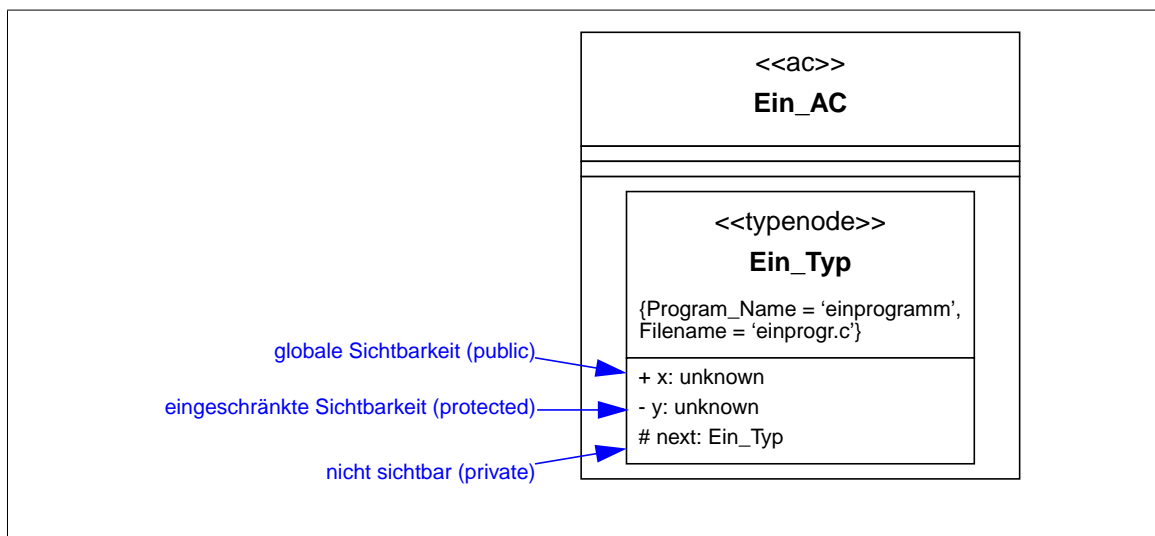 <<ac>>
Ein_AC
<<typenode>>
Ein_Typ
{Program_Name = ‘einprogramm’,
Filename = ‘einprogr.c’}
globale Sichtbarkeit (public)
+ x: unknown
eingeschränkte Sichtbarkeit (protected)
- y: unknown
# next: Ein_Typ
nicht sichtbar (private)